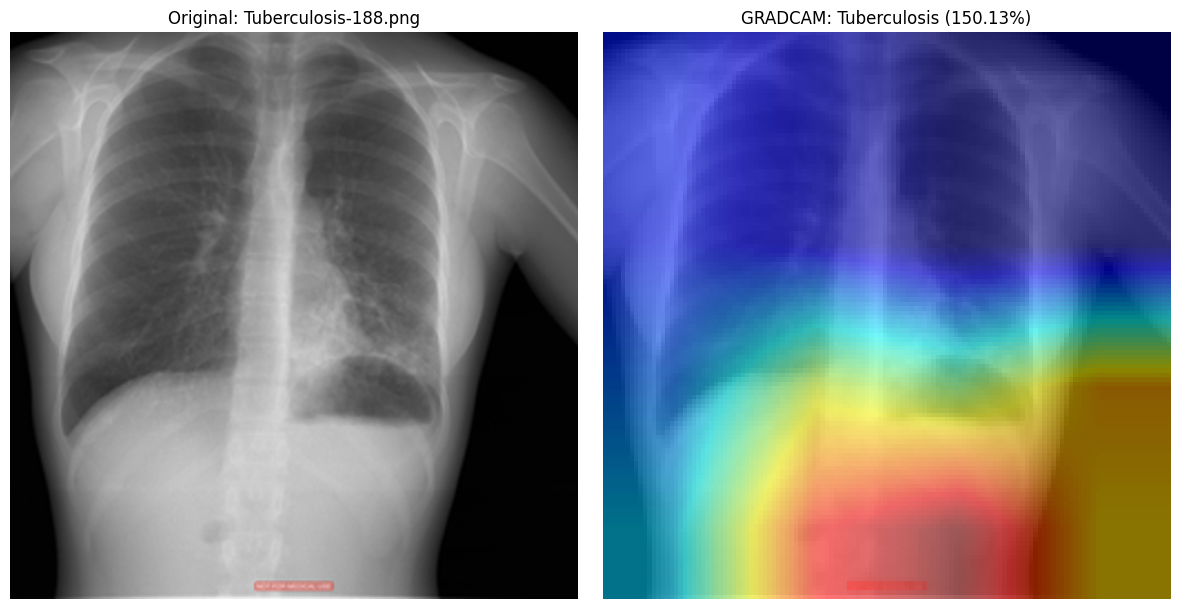 Original: Tuberculosis-188.png
GRADCAM: Tuberculosis (150.13%)
NOT FOR MEDICAL USE